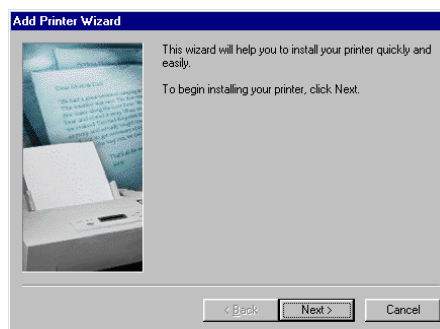 Add Printer Wizard
This wizard will help you to install your printer quickly and
easily.
To begin installing your printer, click Next.
< Back
Next >
Cancel